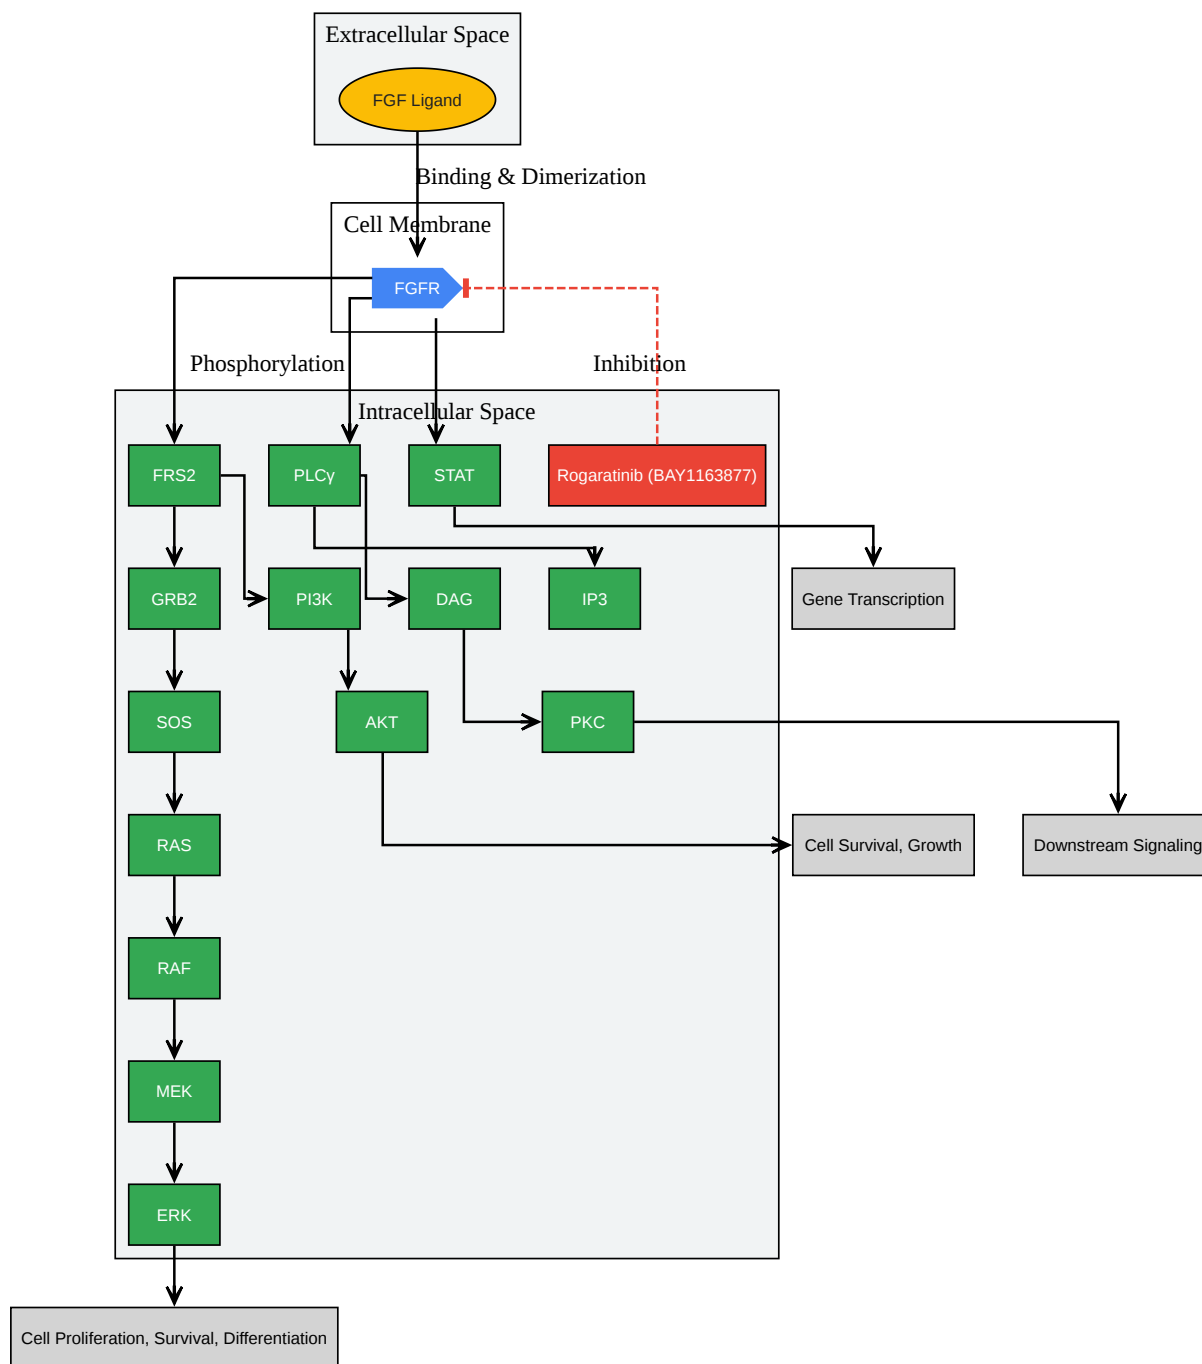 Extracellular Space
FGF Ligand
Binding & Dimerization
Cell Membrane
FGFR
Phosphorylation
Inhibition
Intracellular Space
FRS2
PLCγ
STAT
Rogaratinib (BAY1163877)
GRB2
PI3K
DAG
IP3
Gene Transcription
SOS
AKT
PKC
RAS
Cell Survival, Growth
Downstream Signaling
RAF
MEK
ERK
Cell Proliferation, Survival, Differentiation